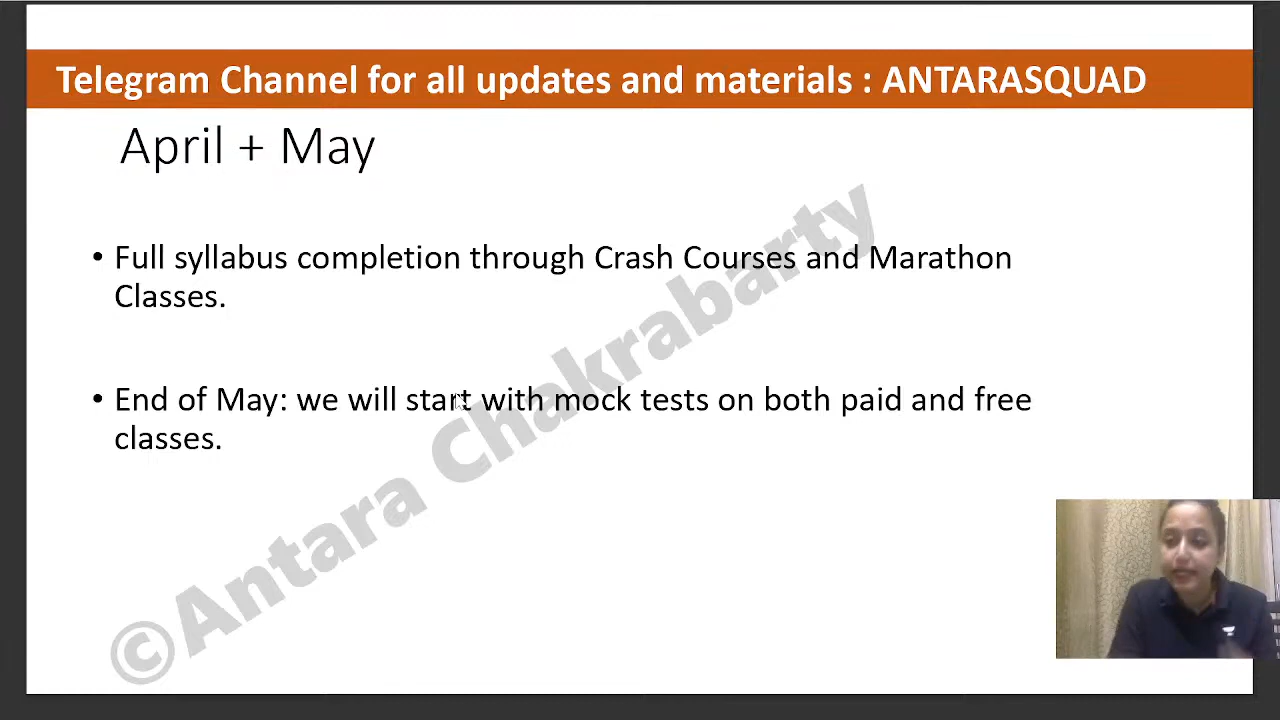 Telegram Channel for all updates and materials : ANTARASQUAD
April + May
• Full syllabus completion through Crash Courses and Marathon
Classes.
• End of May: we will start with mock tests on both paid and free
classes.
©Antara Chakrabarty